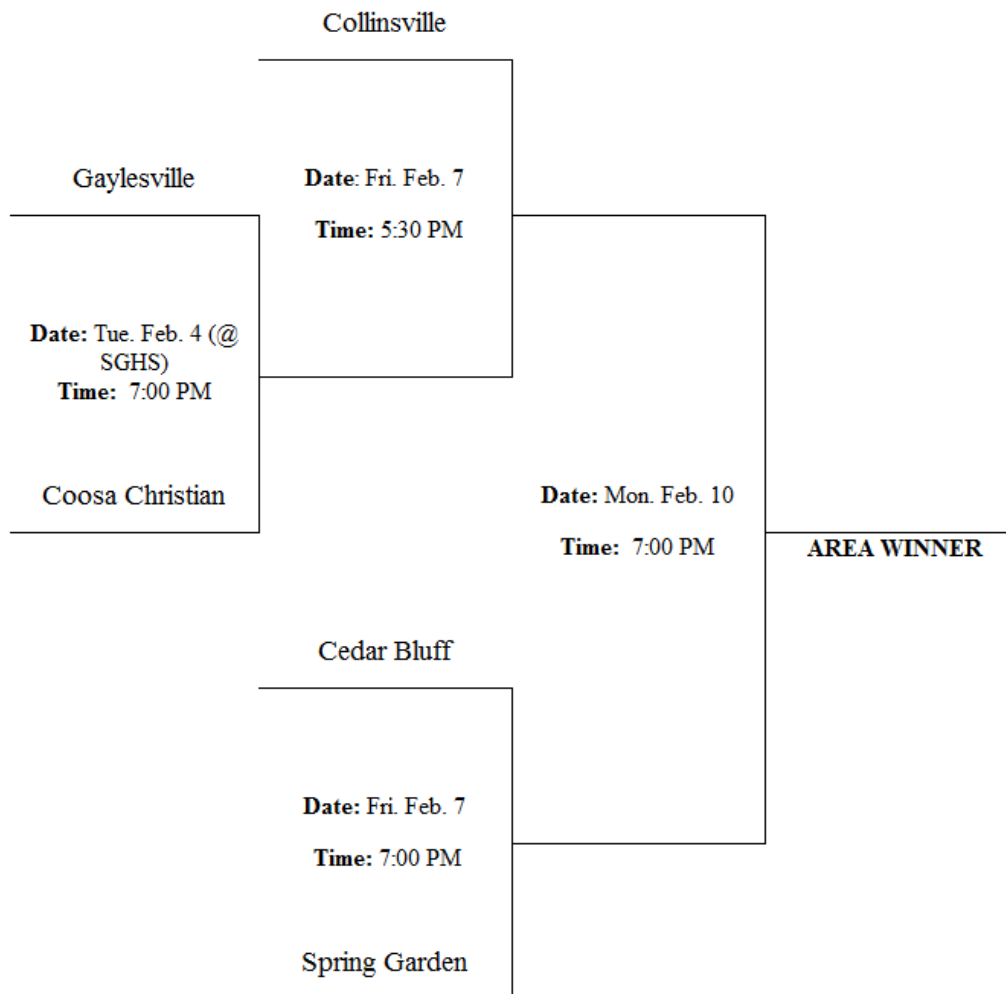 Collinsville
Gaylesville
Date: Fri. Feb. 7
Time: 5:30 PM
Date: Tue. Feb. 4 (@
SGHS)
Time: 7:00 PM
Coosa Christian
Date: Mon. Feb. 10
Time: 7:00 PM
AREA WINNER
Cedar Bluff
Date: Fri. Feb. 7
Time: 7:00 PM
Spring Garden